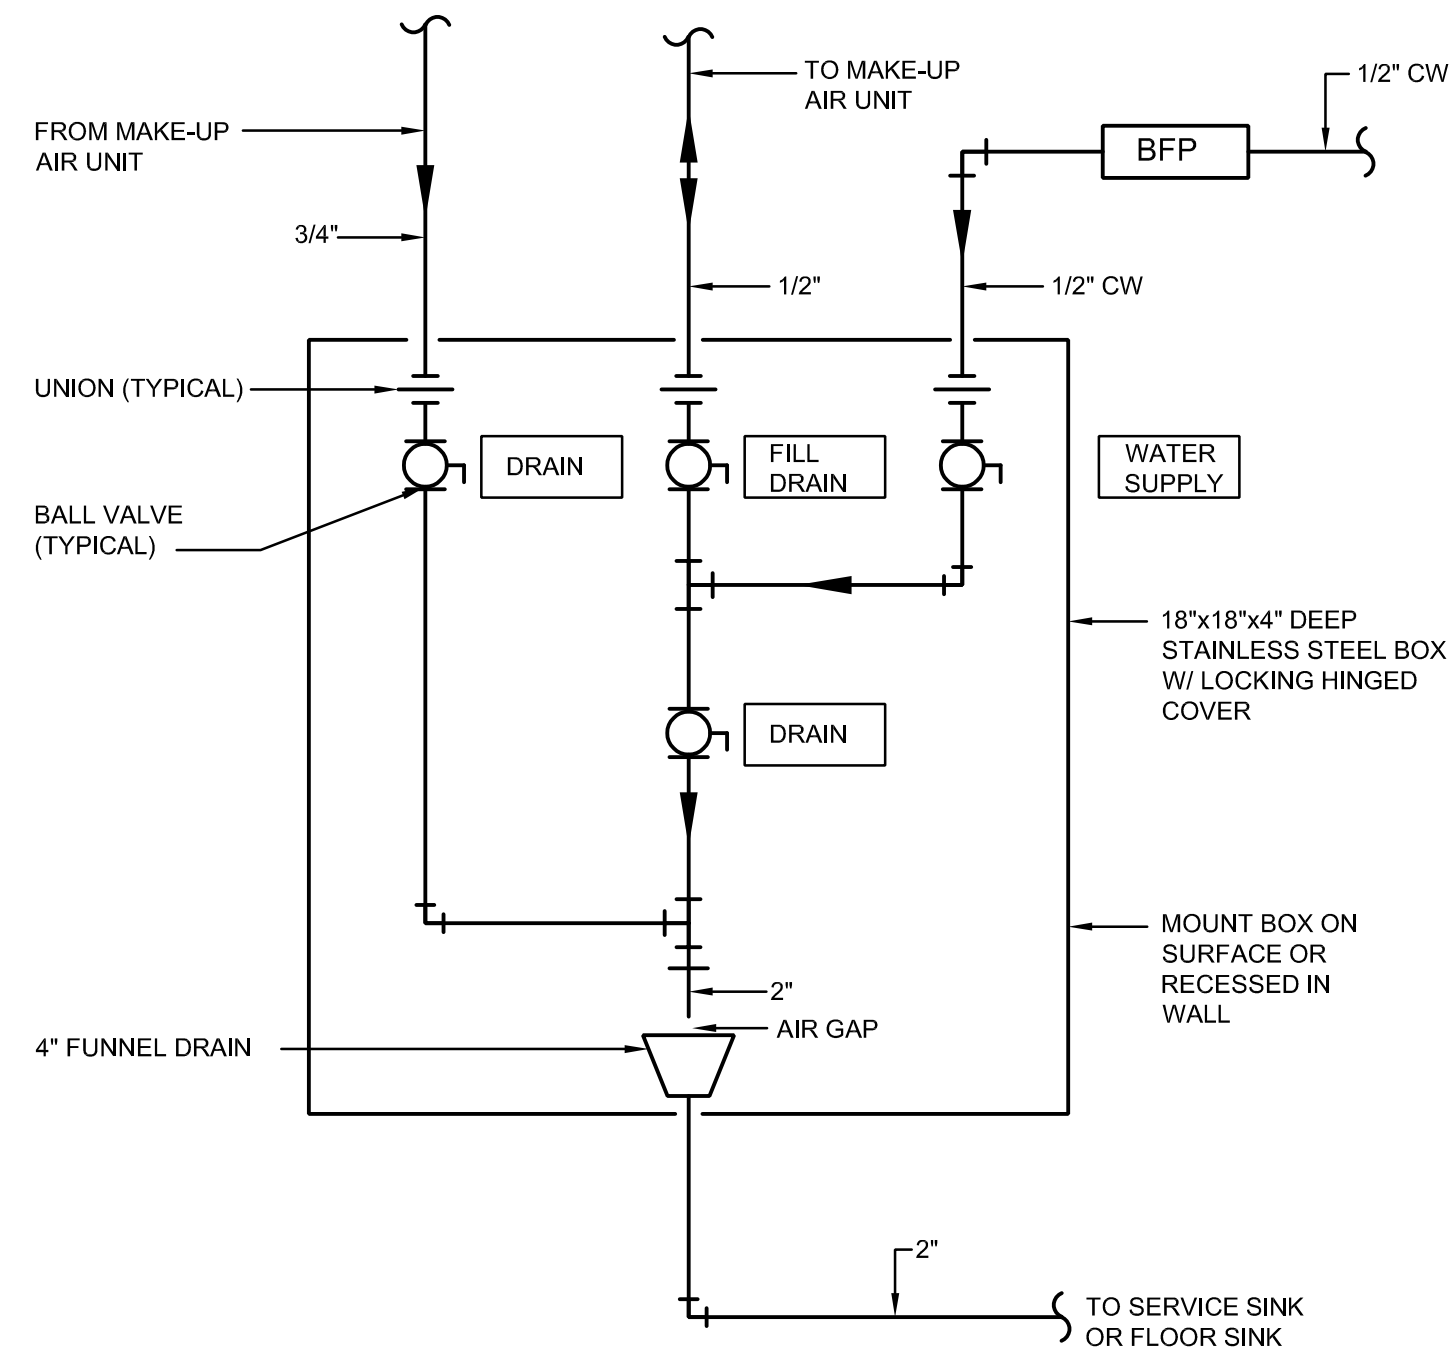 TO MAKE-UP
AIR UNIT
1/2" CW
FROM MAKE-UP
AIR UNIT
BFP
3/4"
1/2"
1/2" CW
UNION (TYPICAL)
DRAIN
FILL
DRAIN
WATER
SUPPLY
BALL VALVE
(TYPICAL)
18"x18"x4" DEEP
STAINLESS STEEL BOX
W/ LOCKING HINGED
COVER
DRAIN
MOUNT BOX ON
SURFACE OR
RECESSED IN
WALL
2"
AIR GAP
4" FUNNEL DRAIN
2"
TO SERVICE SINK
OR FLOOR SINK